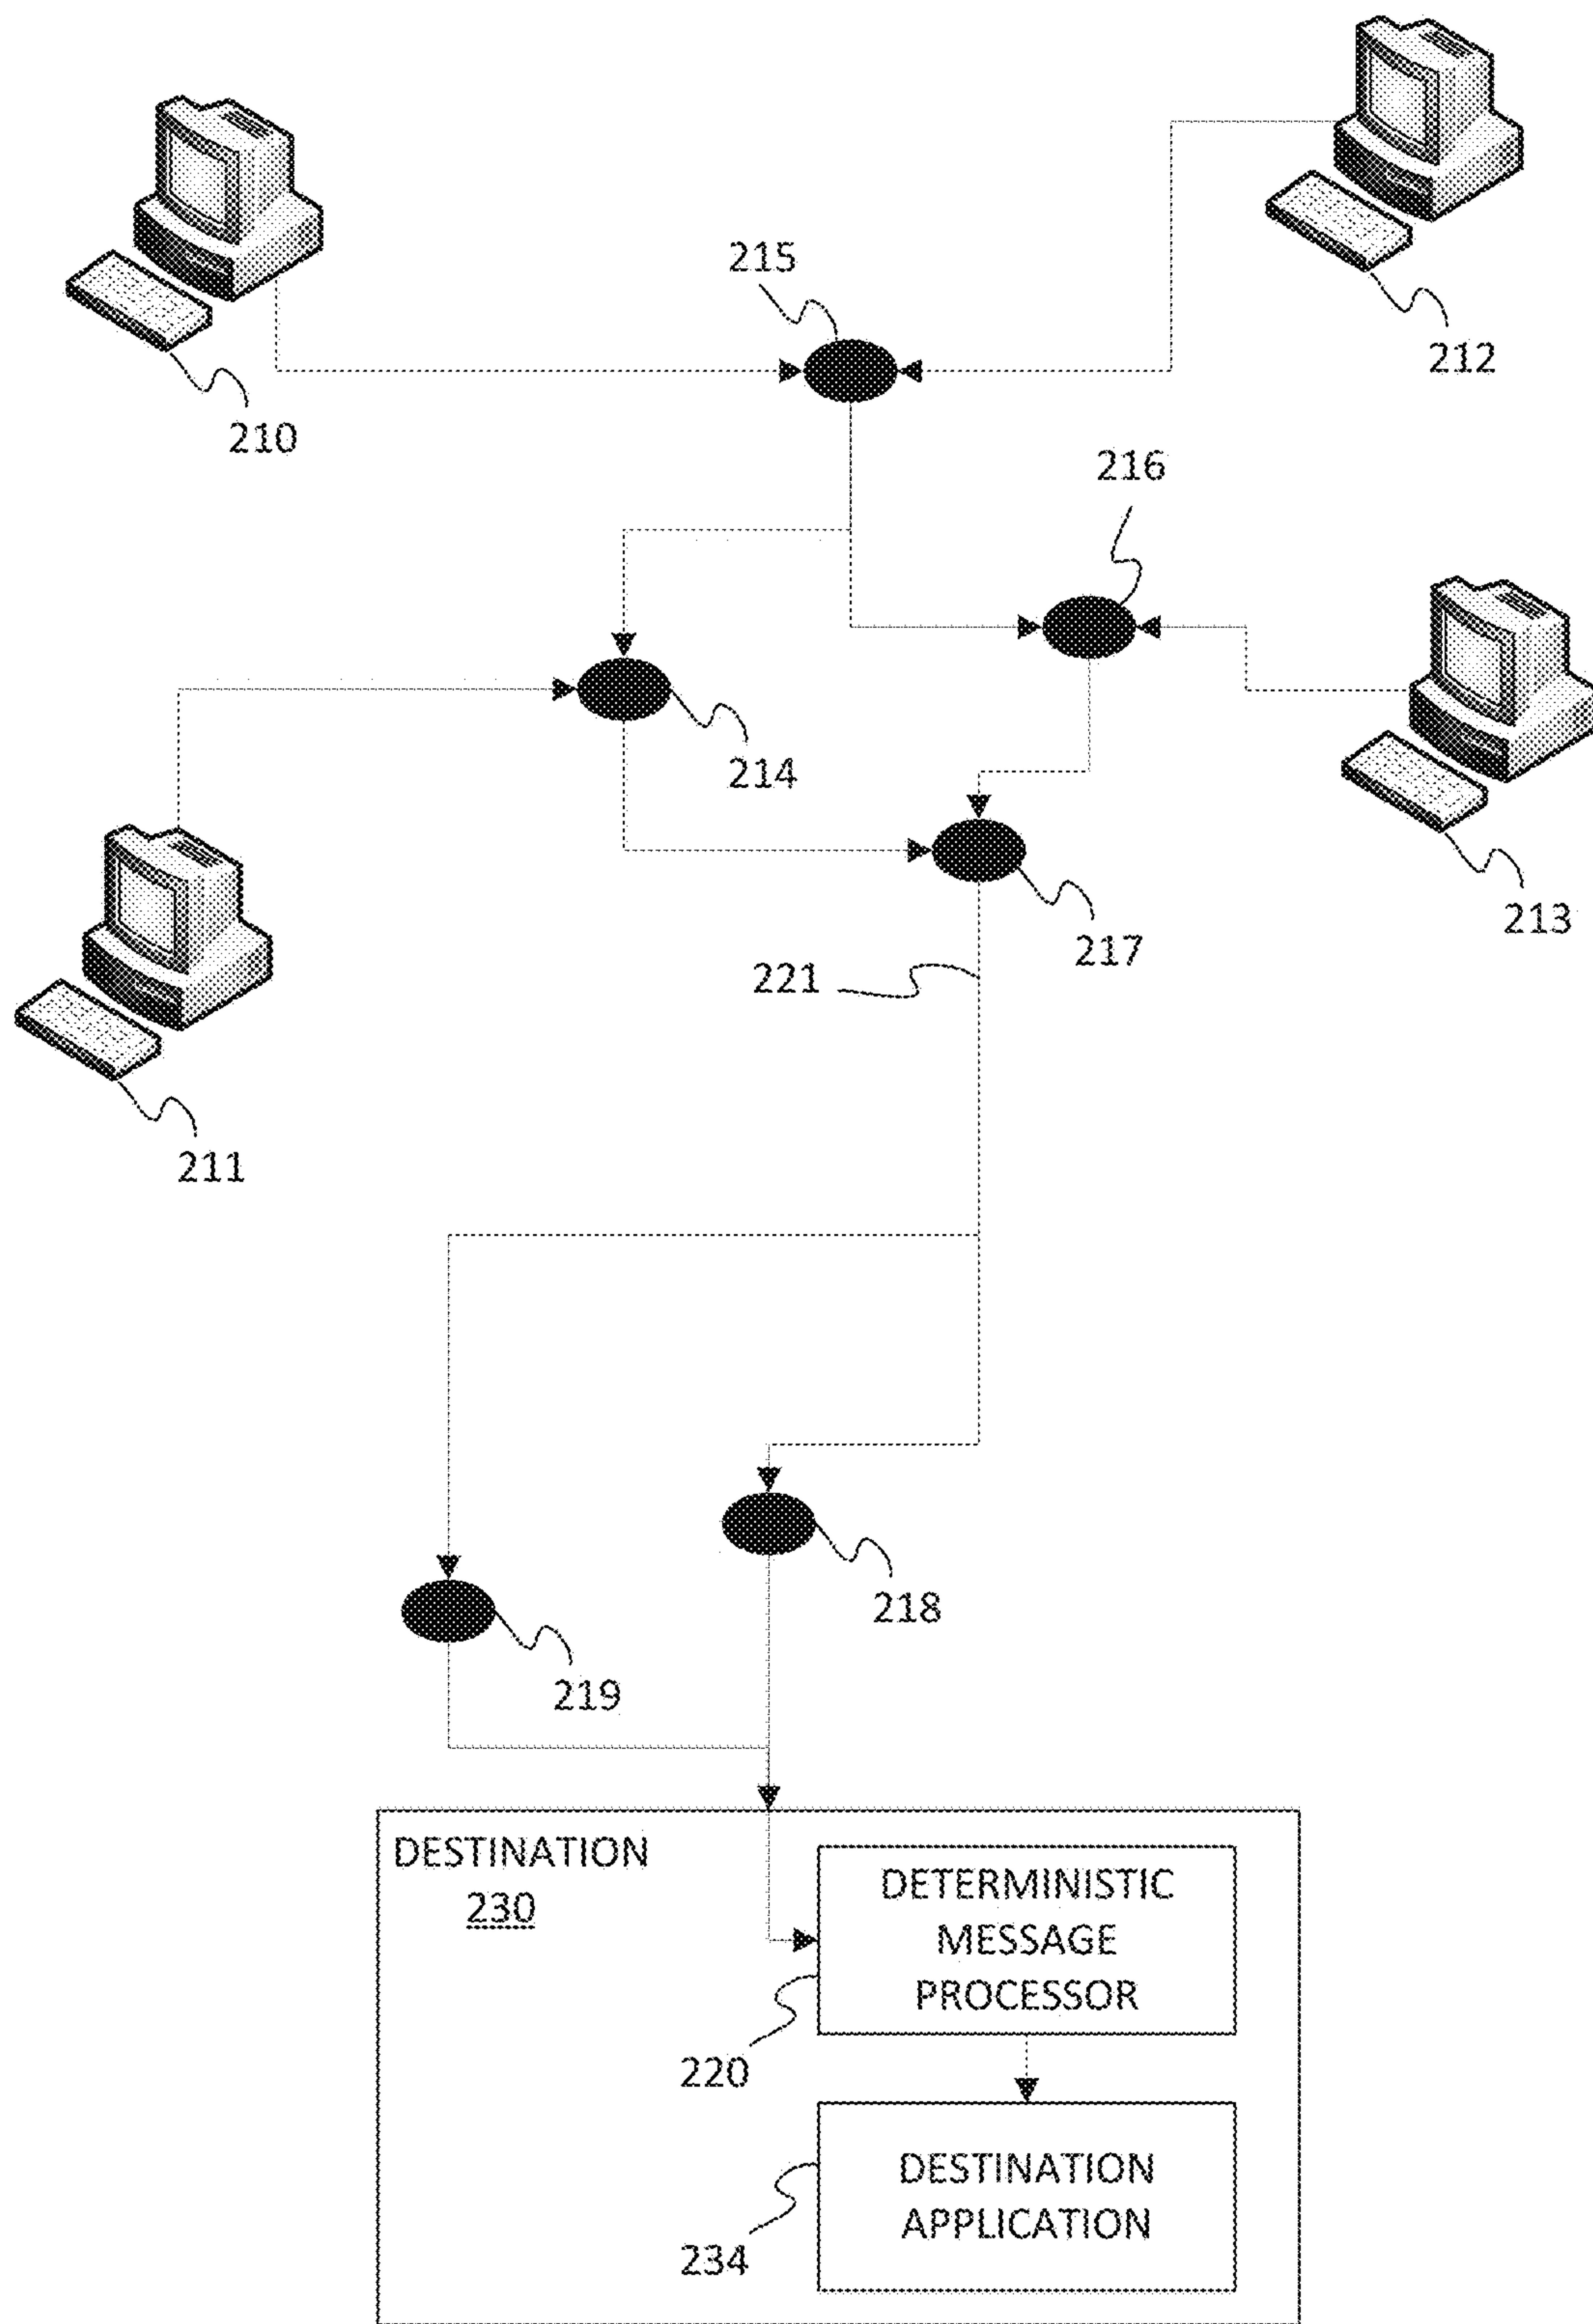 215
212
210
216
214
213
217
221
211
218
219
DESTINATION
230
DETERMINISTIC
MESSAGE
PROCESSOR
220
DESTINATION
APPLICATION
234